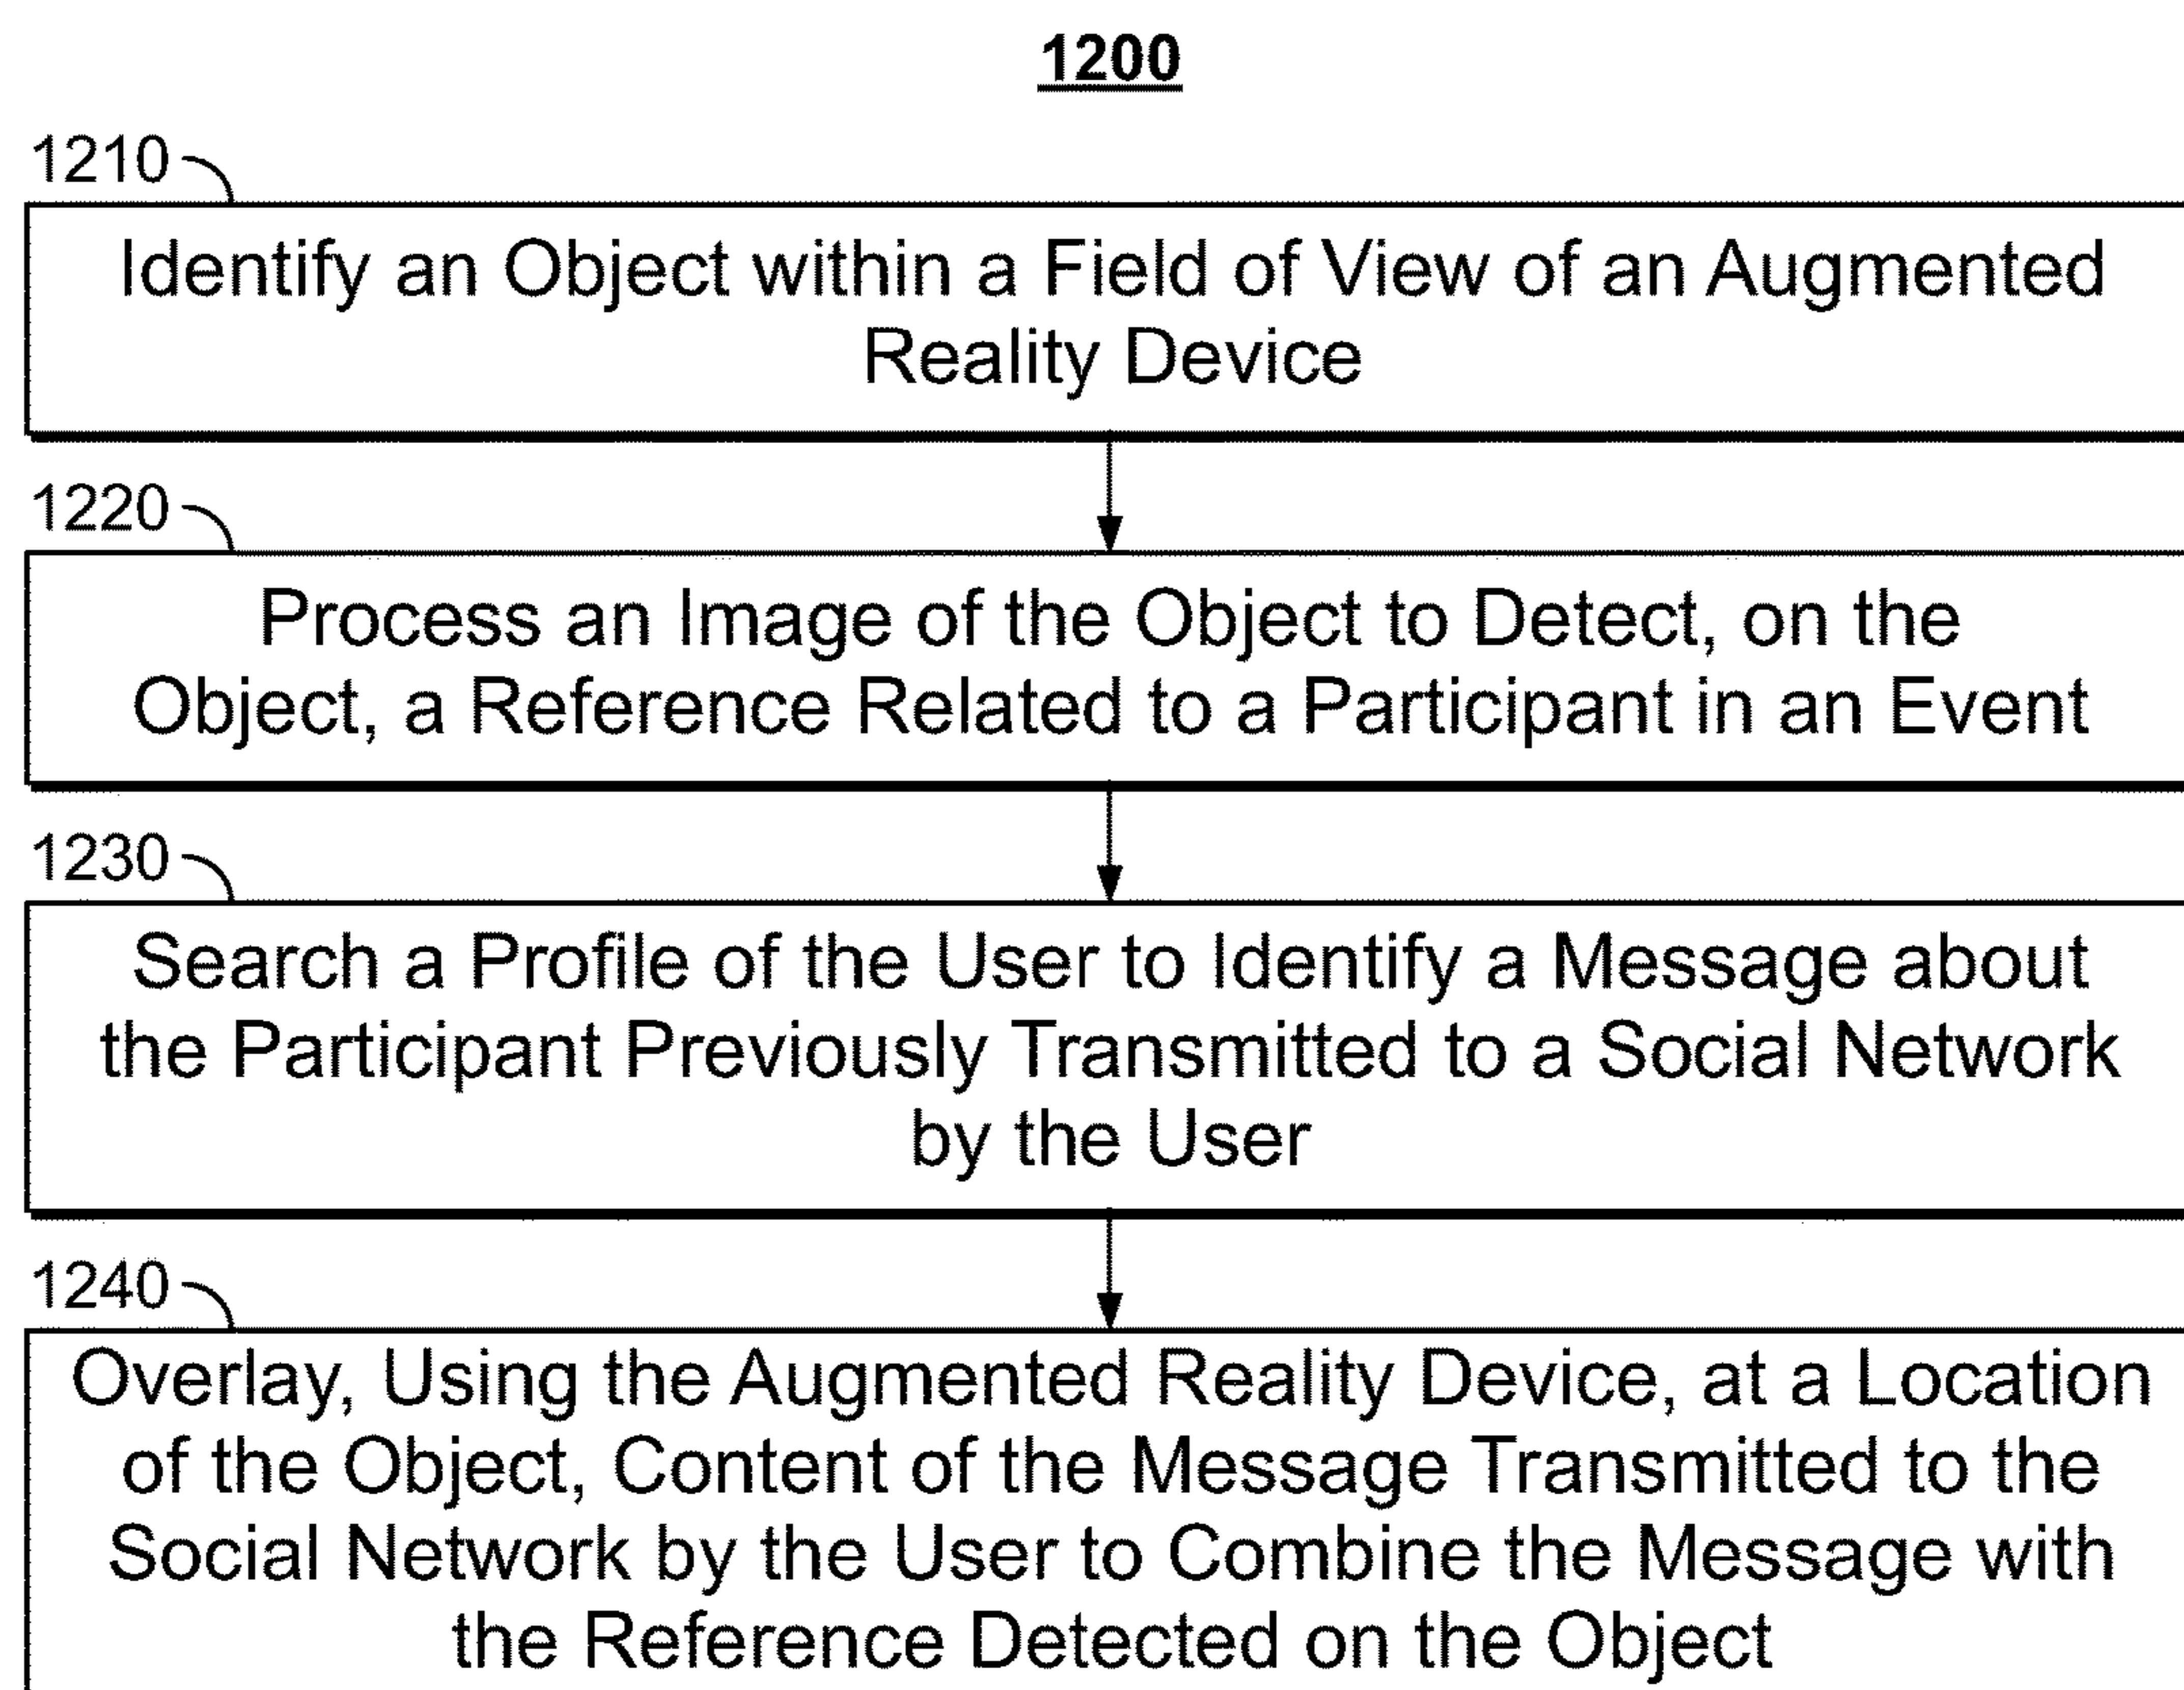 1200
1210
Identify an Object within a Field of View of an Augmented
Reality Device
1220
Process an Image of the Object to Detect, on the
Object, a Reference Related to a Participant in an Event
1230
Search a Profile of the User to Identify a Message about
the Participant Previously Transmitted to a Social Network
by the User
1240
Overlay, Using the Augmented Reality Device, at a Location
of the Object, Content of the Message Transmitted to the
Social Network by the User to Combine the Message with
the Reference Detected on the Object